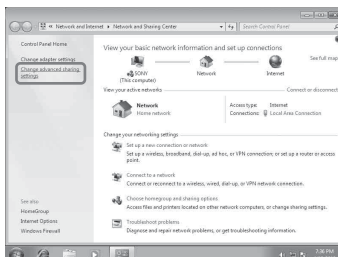 « Network and Internet ▸ Network and Sharing Center
Search Control Panel
Control Panel Home
Change adapter settings
Change advanced sharing
settings
See also
HomeGroup
Internet Options
Windows Firewall
View your basic network information and set up connections
See full map
SONY
(This computer)
Network
Internet
View your active networks
Connect or disconnect
Network
Home network
Access type: Internet
Connections: Local Area Connection
Change your networking settings
Set up a new connection or network
Set up a wireless, broadband, dial-up, ad hoc, or VPN connection; or set up a router or access
point.
Connect to a network
Connect or reconnect to a wireless, wired, dial-up, or VPN network connection.
Choose homegroup and sharing options
Access files and printers located on other network computers, or change sharing settings.
Troubleshoot problems
Diagnose and repair network problems, or get troubleshooting information.
7:36 PM